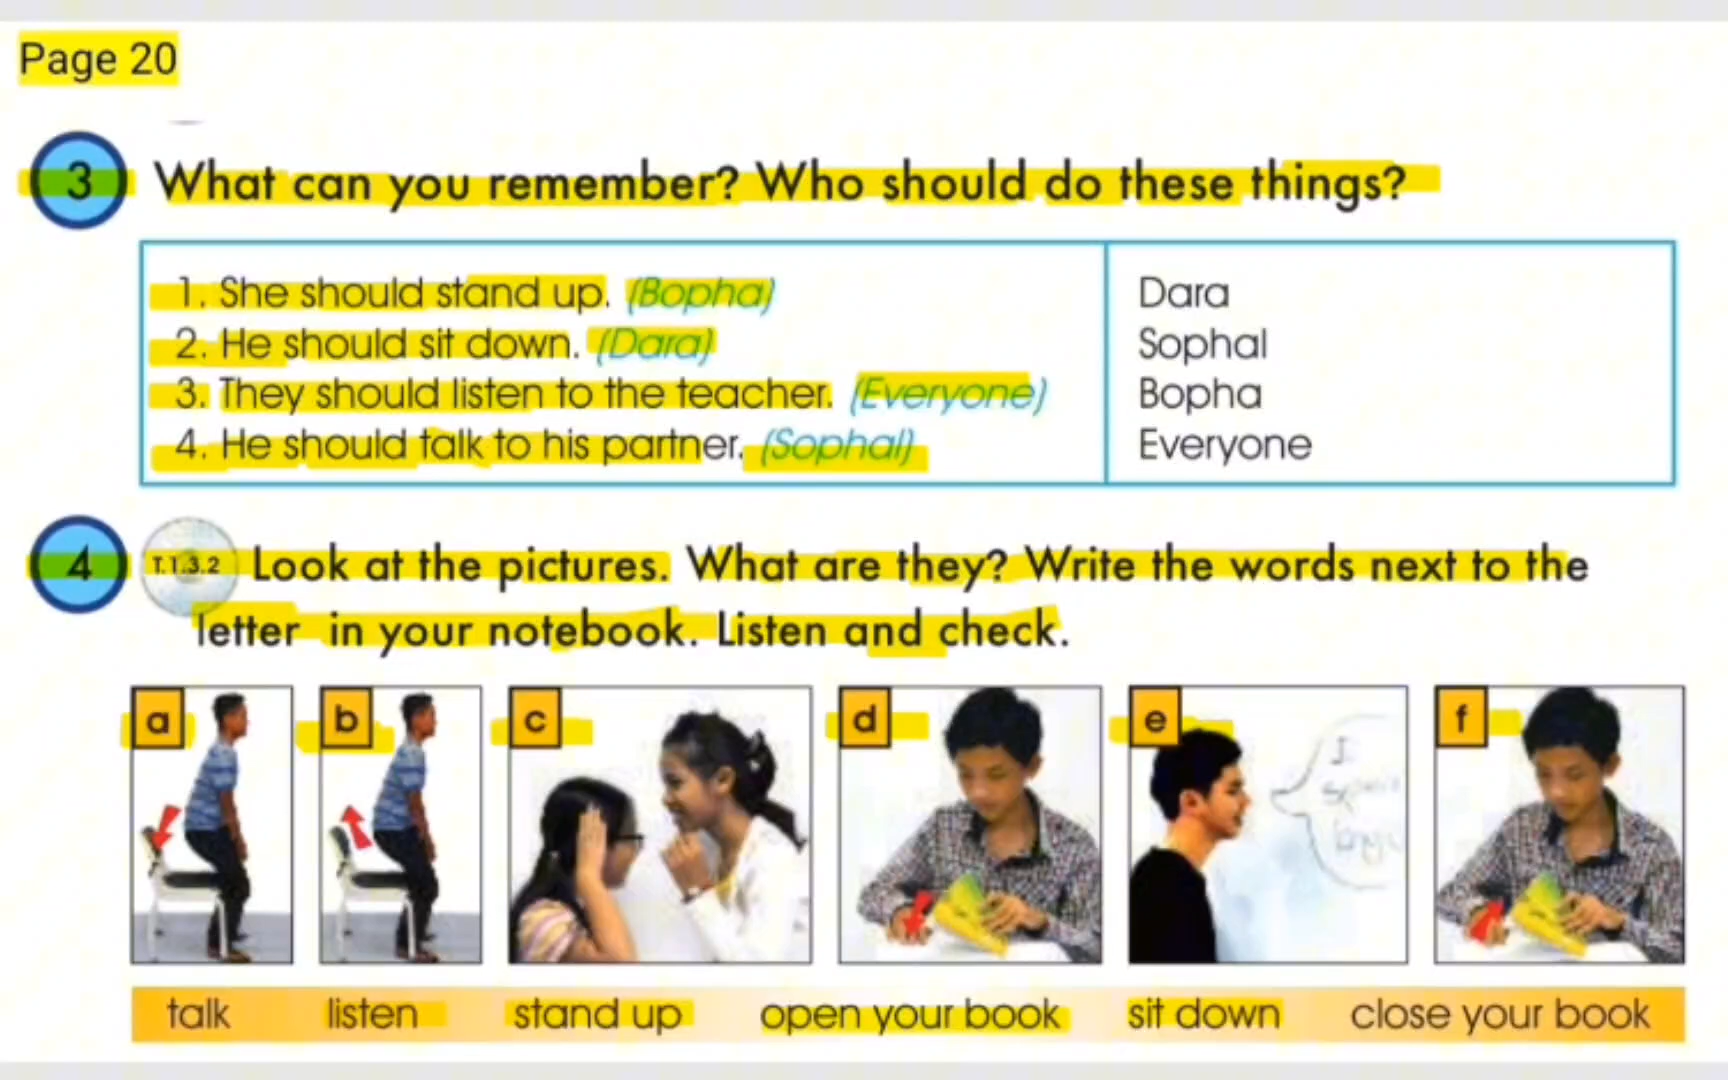 Page 20
3 What can you remember? Who should do these things?
1. She should stand up. (Bopha)
2. He should sit down. (Dara)
3. They should listen to the teacher. (Everyone)
4. He should talk to his partner. (Sophal)
Dara
Sophal
Bopha
Everyone
4 T.1.3.2 Look at the pictures. What are they? Write the words next to the
letter in your notebook. Listen and check.
a b c d e f
I
talk listen stand up open your book sit down close your book